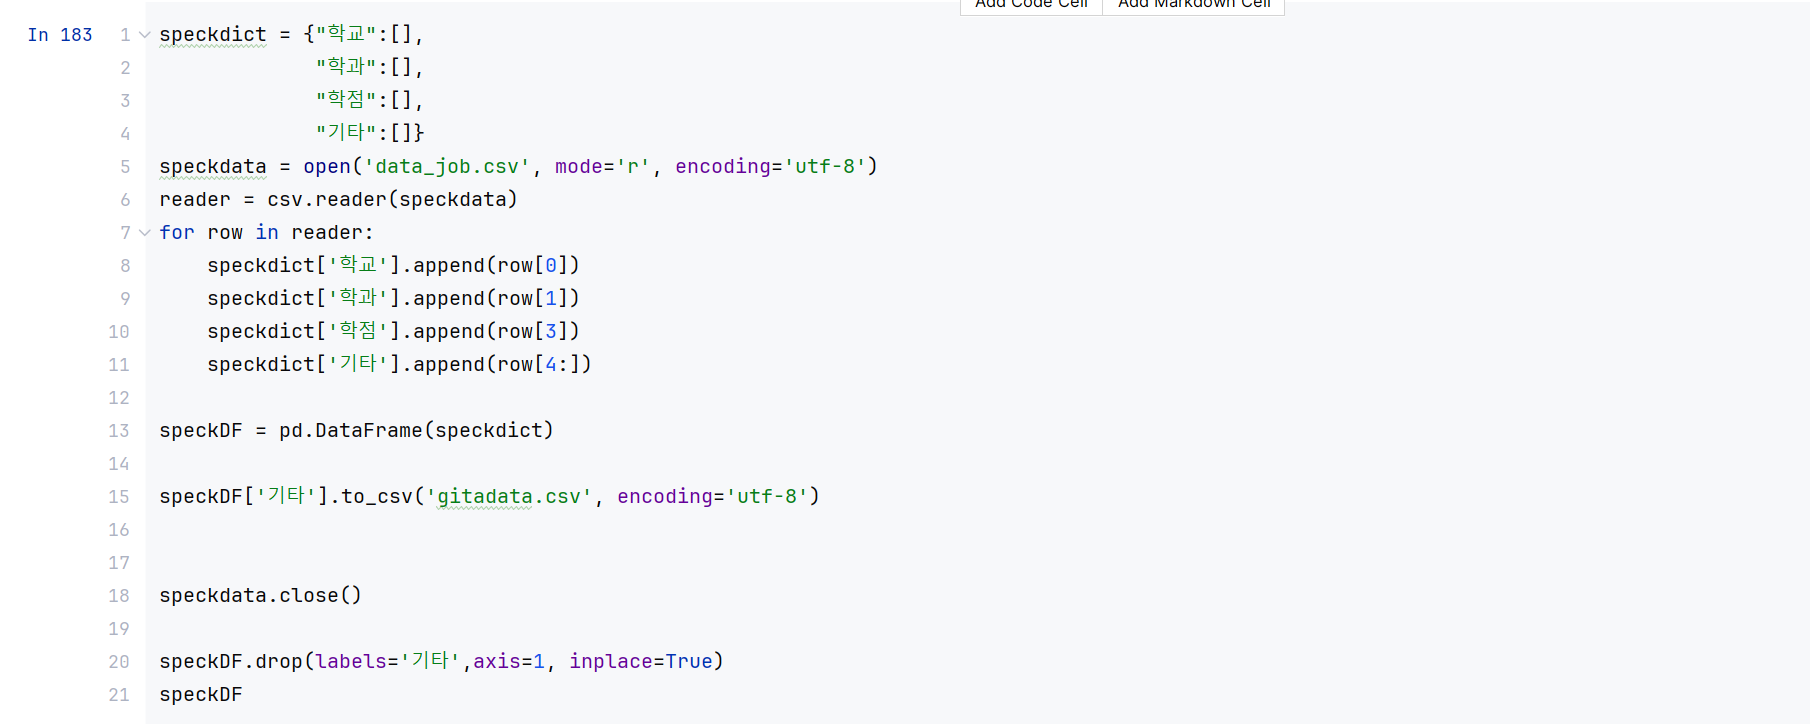 Add Code Cell Add Markdown Cell
In 183 1 speckdict = {"학교":[],
2 "학과":[],
3 "학점":[],
4 "기타":[]}
5 speckdata = open('data_job.csv', mode='r', encoding='utf-8')
6 reader = csv.reader(speckdata)
7 for row in reader:
8 speckdict['학교'].append(row[0])
9 speckdict['학과'].append(row[1])
10 speckdict['학점'].append(row[3])
11 speckdict['기타'].append(row[4:])
12
13 speckDF = pd.DataFrame(speckdict)
14
15 speckDF['기타'].to_csv('gitadata.csv', encoding='utf-8')
16
17
18 speckdata.close()
19
20 speckDF.drop(labels='기타',axis=1, inplace=True)
21 speckDF